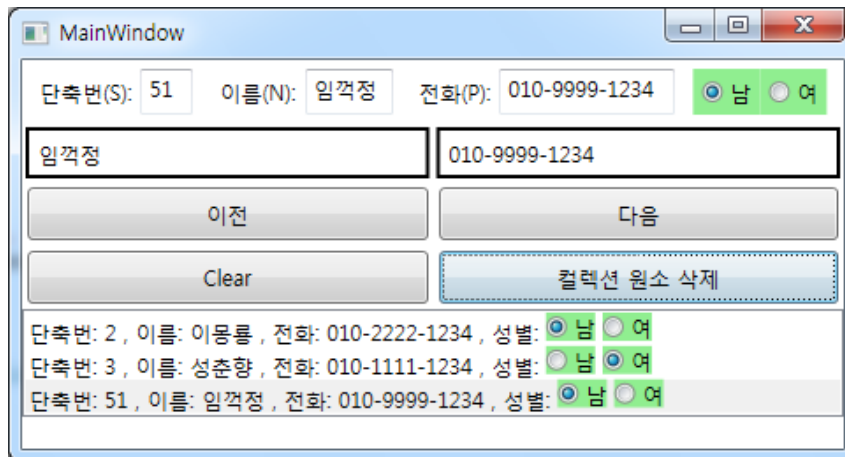 MainWindow
단축번(S): 51 이름(N): 임꺽정 전화(P): 010-9999-1234 남 여
임꺽정 010-9999-1234
이전 다음
Clear 컬렉션 원소 삭제
단축번: 2 , 이름: 이몽룡 , 전화: 010-2222-1234 , 성별: 남 여
단축번: 3 , 이름: 성춘향 , 전화: 010-1111-1234 , 성별: 남 여
단축번: 51 , 이름: 임꺽정 , 전화: 010-9999-1234 , 성별: 남 여